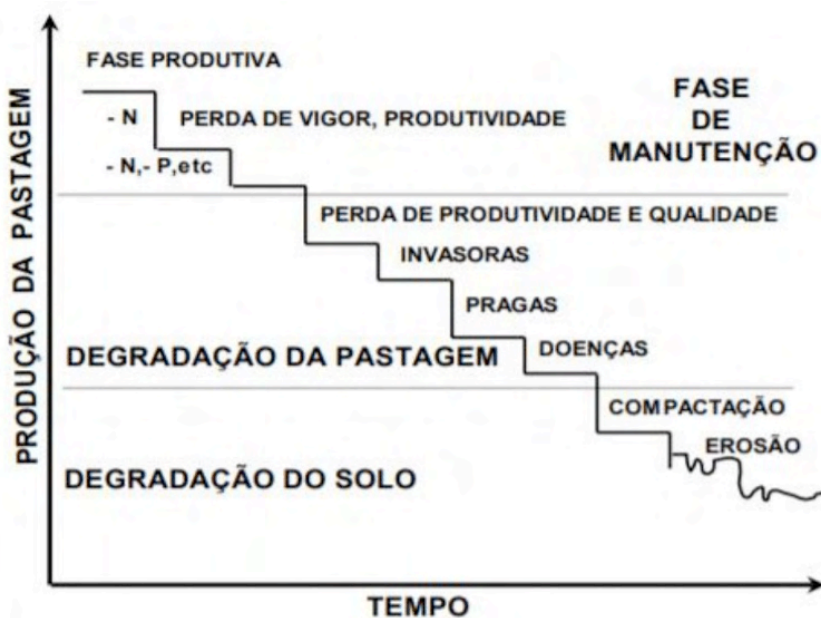 PRODUÇÃO DA PASTAGEM
FASE PRODUTIVA
FASE
DE
MANUTENÇÃO
- N
PERDA DE VIGOR, PRODUTIVIDADE
- N,- P,etc
PERDA DE PRODUTIVIDADE E QUALIDADE
INVASORAS
PRAGAS
DEGRADAÇÃO DA PASTAGEM
DOENÇAS
COMPACTAÇÃO
EROSÃO
DEGRADAÇÃO DO SOLO
TEMPO